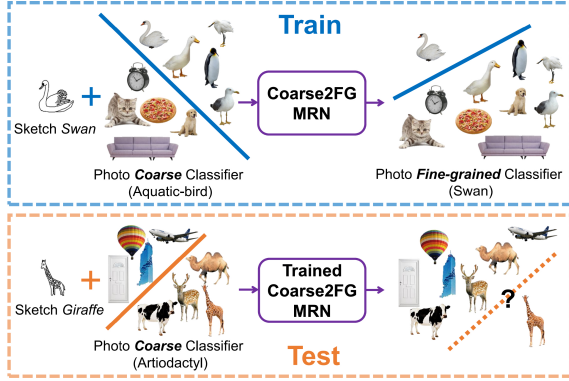 Train
Sketch Swan
+
Coarse2FG
MRN
Photo Coarse Classifier
(Aquatic-bird)
Photo Fine-grained Classifier
(Swan)
Sketch Giraffe
+
Trained
Coarse2FG
MRN
?
Photo Coarse Classifier
(Artiodactyl)
Test